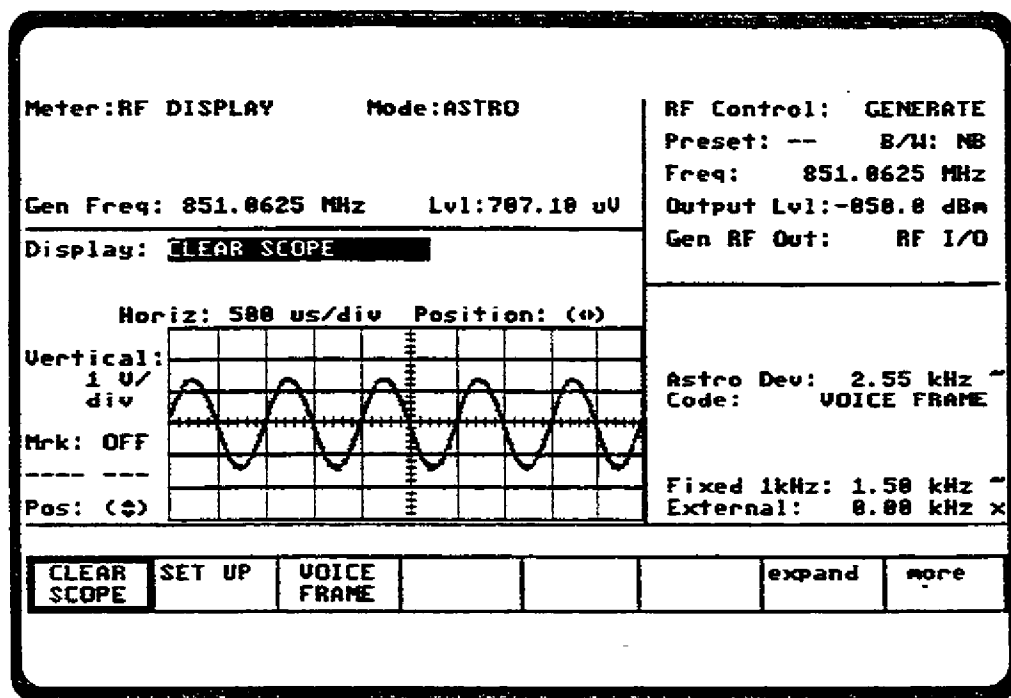 Meter:RF DISPLAY Mode:ASTRO
Gen Freq: 851.0625 MHz Lvl:707.10 uV
Display: CLEAR SCOPE
Horiz: 500 us/div Position: (↔)
Vertical:
1 V/
div
Mrk: OFF
---- ---
Pos: (⬍)
RF Control: GENERATE
Preset: -- B/W: NB
Freq: 851.0625 MHz
Output Lvl:-050.0 dBm
Gen RF Out: RF I/O
Astro Dev: 2.55 kHz ~
Code: VOICE FRAME
Fixed 1kHz: 1.50 kHz ~
External: 0.00 kHz x
CLEAR
SCOPE
SET UP
VOICE
FRAME
expand
more